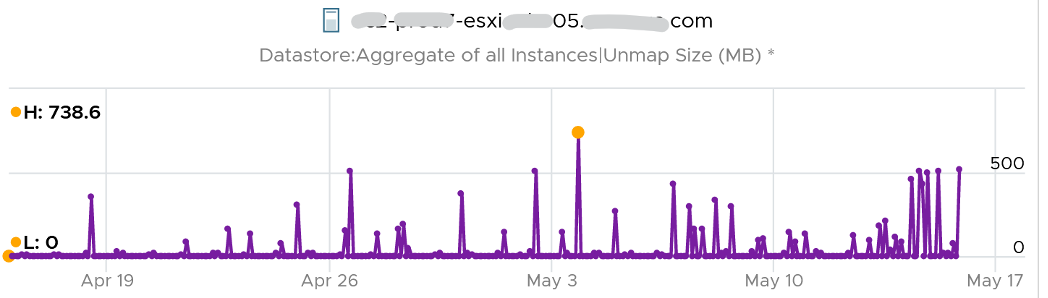 -esxi 05. .com
Datastore:Aggregate of all Instances|Unmap Size (MB) *
H: 738.6
500
L: 0
0
Apr 19 Apr 26 May 3 May 10 May 17